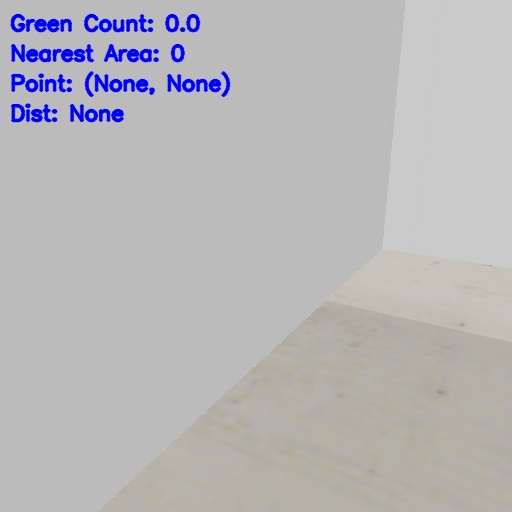 Green Count: 0.0
Nearest Area: 0
Point: (None, None)
Dist: None